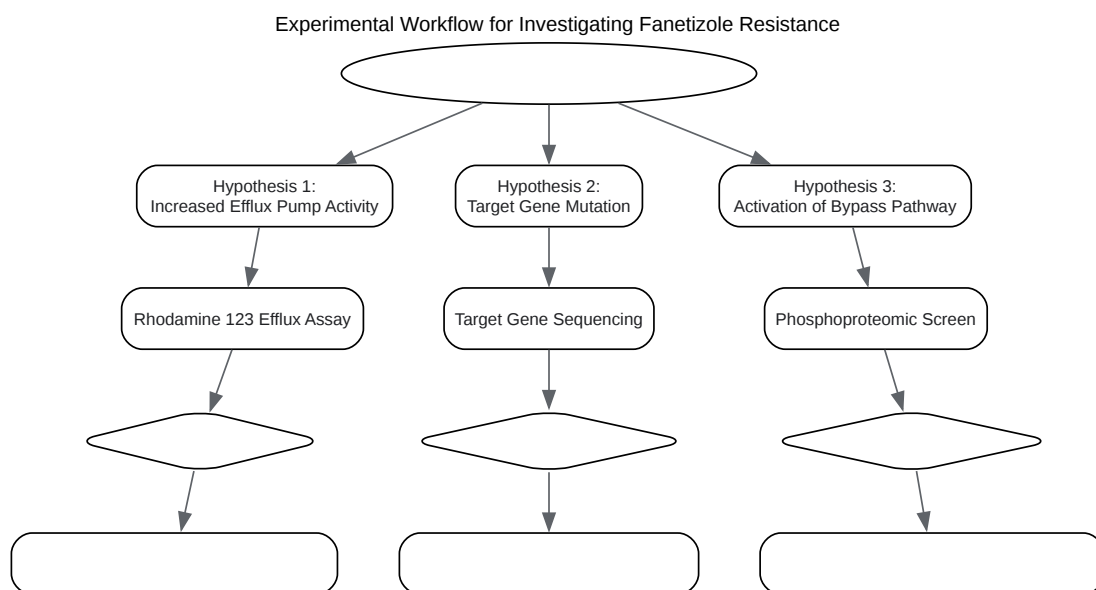 Experimental Workflow for Investigating Fanetizole Resistance
Hypothesis 1:
Increased Efflux Pump Activity
Hypothesis 2:
Target Gene Mutation
Hypothesis 3:
Activation of Bypass Pathway
Rhodamine 123 Efflux Assay
Target Gene Sequencing
Phosphoproteomic Screen